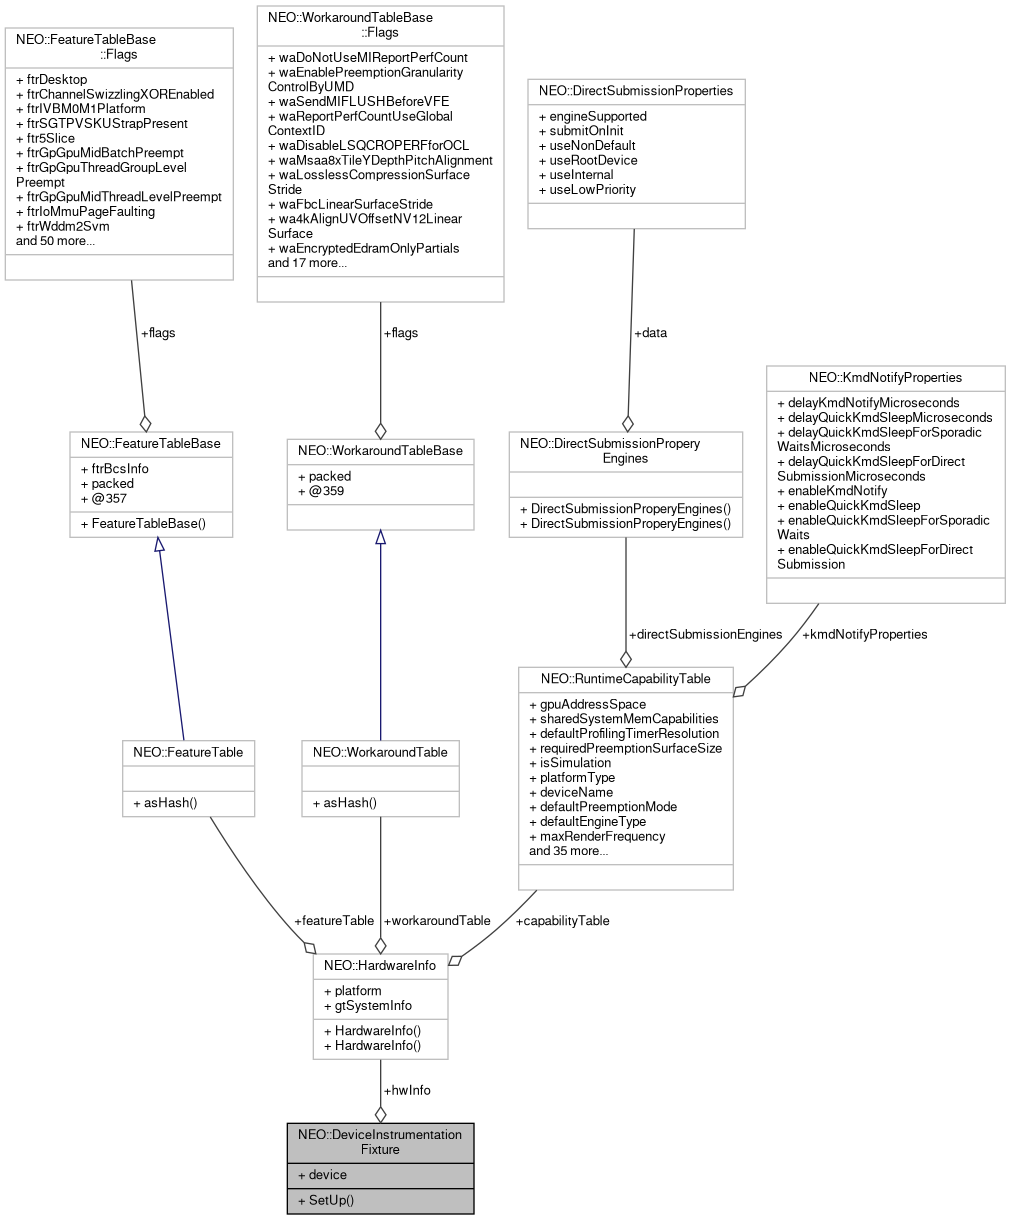 NEO::FeatureTableBase
::Flags
+ ftrDesktop
+ ftrChannelSwizzlingXOREnabled
+ ftrIVBM0M1Platform
+ ftrSGTPVSKUStrapPresent
+ ftr5Slice
+ ftrGpGpuMidBatchPreempt
+ ftrGpGpuThreadGroupLevel
Preempt
+ ftrGpGpuMidThreadLevelPreempt
+ ftrIoMmuPageFaulting
+ ftrWddm2Svm
and 50 more...
NEO::WorkaroundTableBase
::Flags
+ waDoNotUseMIReportPerfCount
+ waEnablePreemptionGranularity
ControlByUMD
+ waSendMIFLUSHBeforeVFE
+ waReportPerfCountUseGlobal
ContextID
+ waDisableLSQCROPERFforOCL
+ waMsaa8xTileYDepthPitchAlignment
+ waLosslessCompressionSurface
Stride
+ waFbcLinearSurfaceStride
+ wa4kAlignUVOffsetNV12Linear
Surface
+ waEncryptedEdramOnlyPartials
and 17 more...
NEO::DirectSubmissionProperties
+ engineSupported
+ submitOnInit
+ useNonDefault
+ useRootDevice
+ useInternal
+ useLowPriority
+flags
+flags
+data
NEO::KmdNotifyProperties
+ delayKmdNotifyMicroseconds
+ delayQuickKmdSleepMicroseconds
+ delayQuickKmdSleepForSporadic
WaitsMicroseconds
+ delayQuickKmdSleepForDirect
SubmissionMicroseconds
+ enableKmdNotify
+ enableQuickKmdSleep
+ enableQuickKmdSleepForSporadic
Waits
+ enableQuickKmdSleepForDirect
Submission
NEO::FeatureTableBase
+ ftrBcsInfo
+ packed
+ @357
+ FeatureTableBase()
NEO::WorkaroundTableBase
+ packed
+ @359
NEO::DirectSubmissionPropery
Engines
+ DirectSubmissionProperyEngines()
+ DirectSubmissionProperyEngines()
+directSubmissionEngines
+kmdNotifyProperties
NEO::RuntimeCapabilityTable
+ gpuAddressSpace
+ sharedSystemMemCapabilities
+ defaultProfilingTimerResolution
+ requiredPreemptionSurfaceSize
+ isSimulation
+ platformType
+ deviceName
+ defaultPreemptionMode
+ defaultEngineType
+ maxRenderFrequency
and 35 more...
NEO::FeatureTable
+ asHash()
NEO::WorkaroundTable
+ asHash()
+featureTable
+workaroundTable
+capabilityTable
NEO::HardwareInfo
+ platform
+ gtSystemInfo
+ HardwareInfo()
+ HardwareInfo()
+hwInfo
NEO::DeviceInstrumentation
Fixture
+ device
+ SetUp()